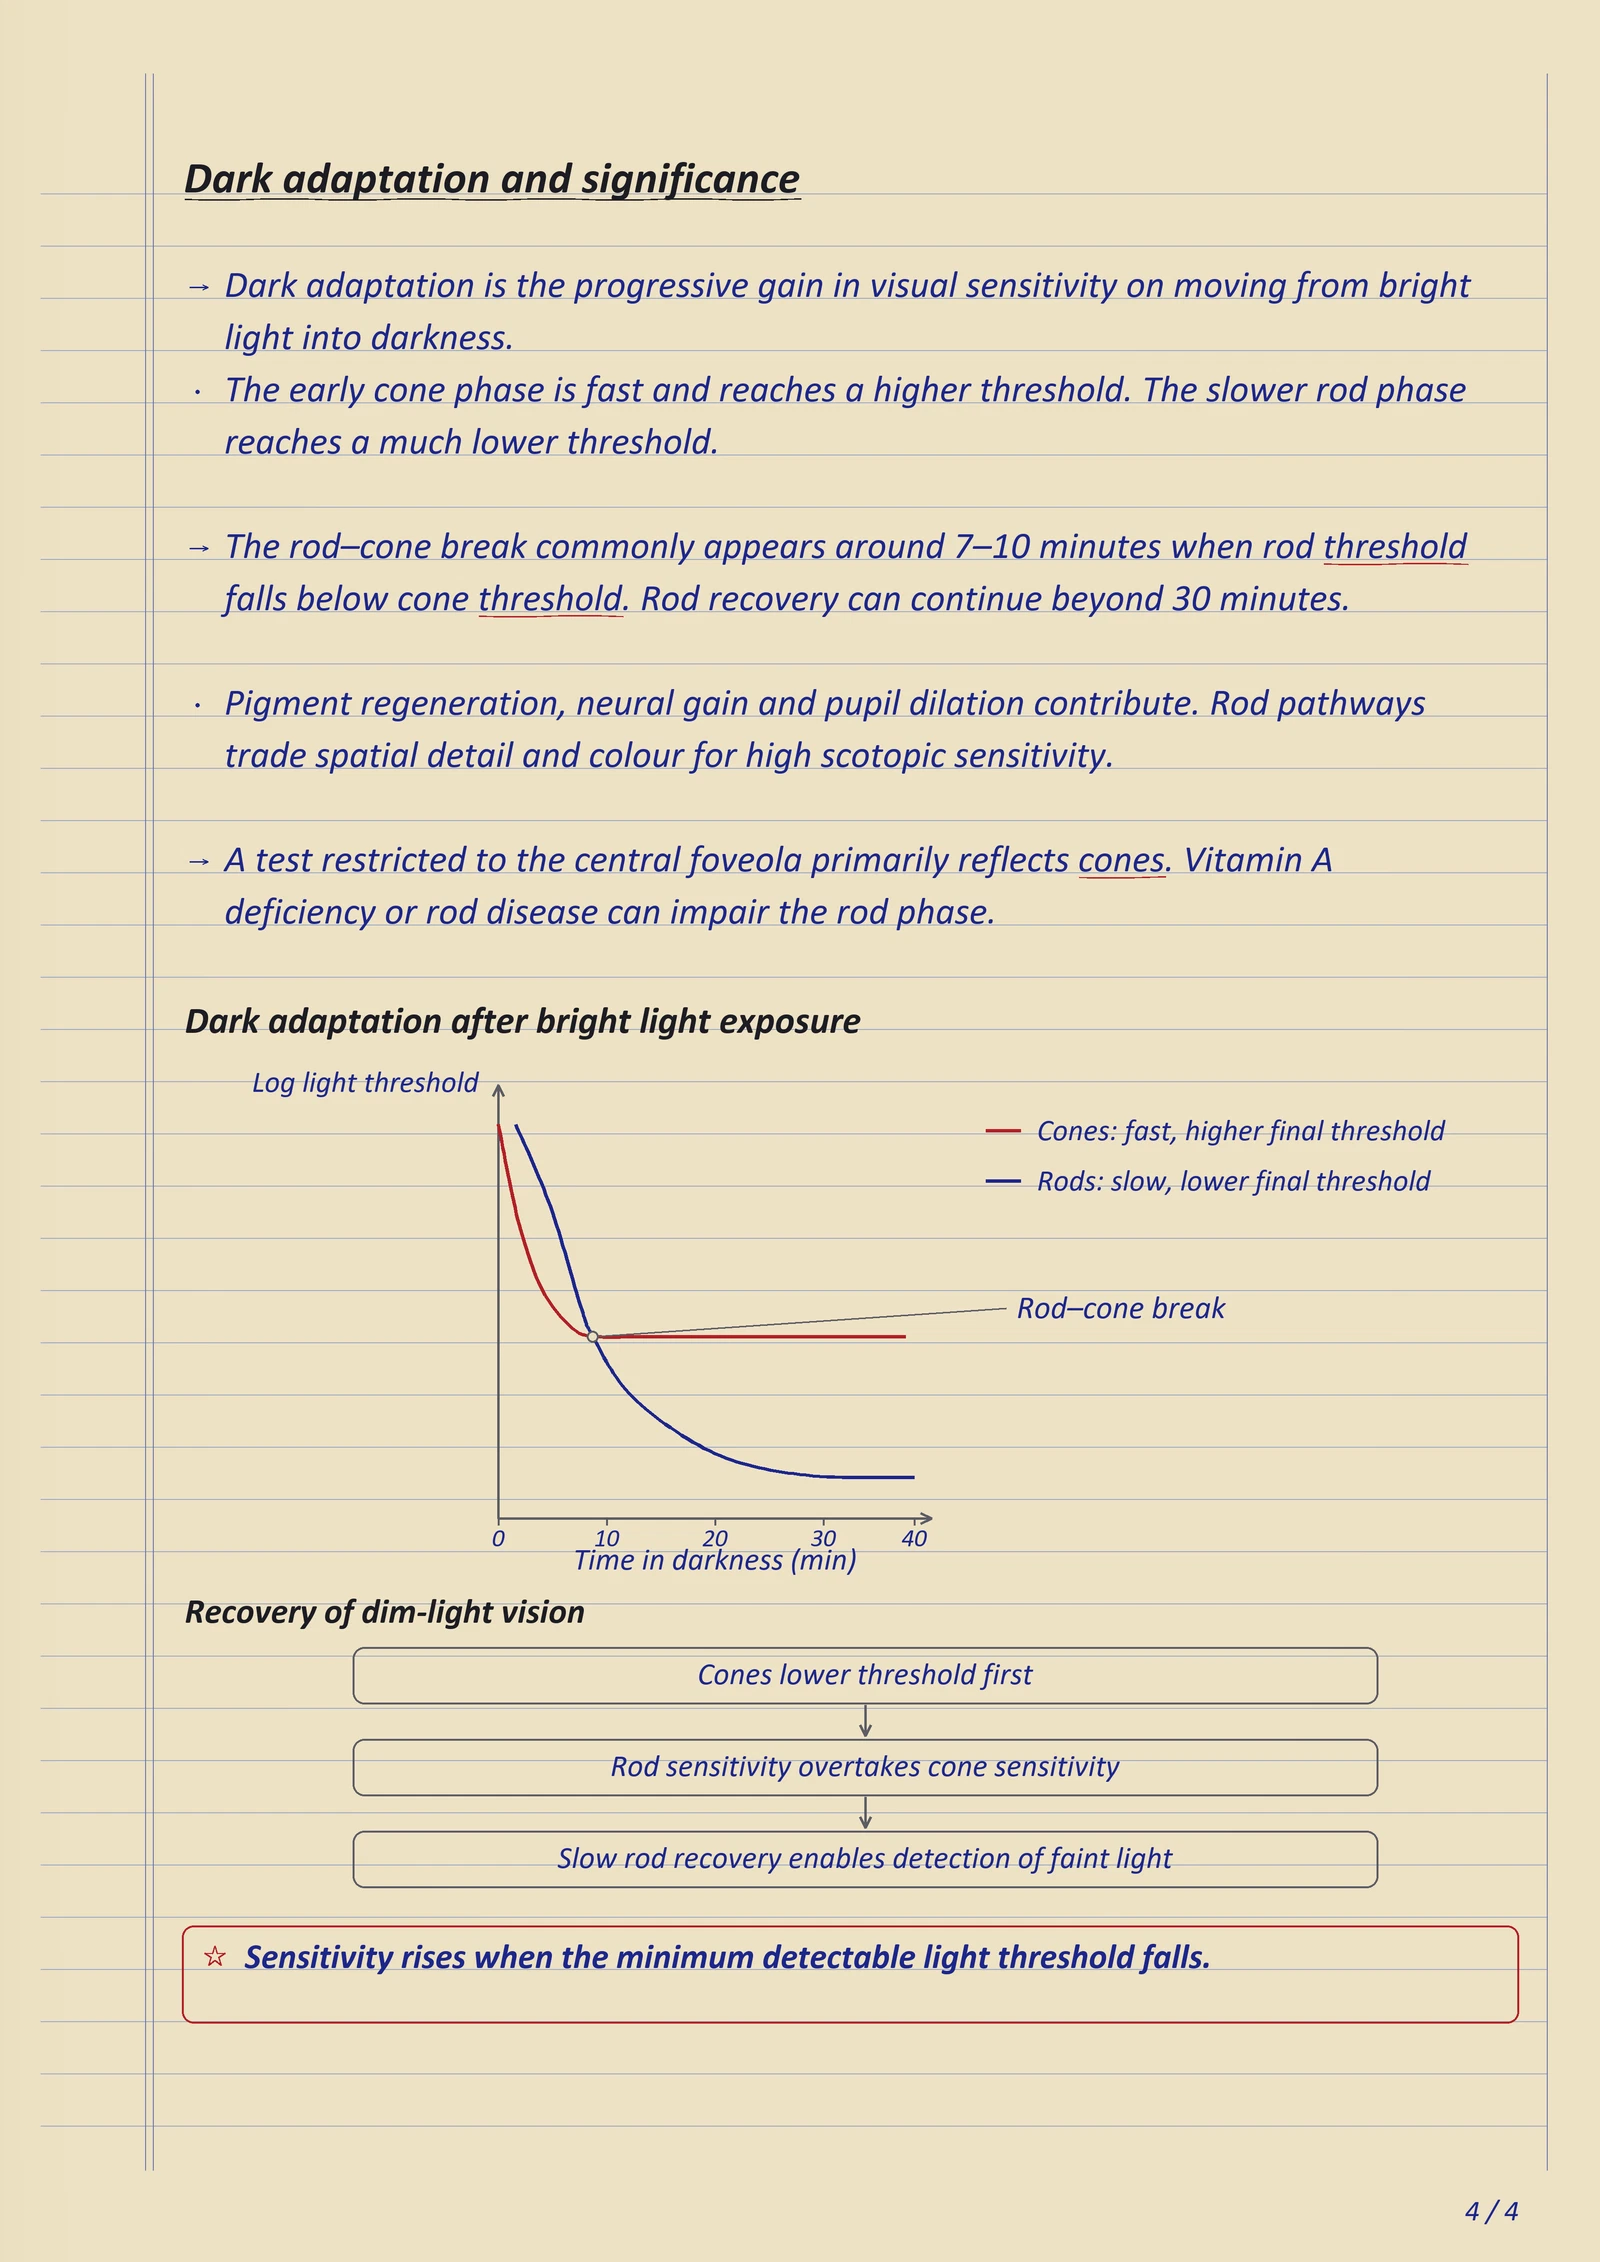 Dark adaptation and significance
→ Dark adaptation is the progressive gain in visual sensitivity on moving from bright
light into darkness.
· The early cone phase is fast and reaches a higher threshold. The slower rod phase
reaches a much lower threshold.
→ The rod–cone break commonly appears around 7–10 minutes when rod threshold
falls below cone threshold. Rod recovery can continue beyond 30 minutes.
· Pigment regeneration, neural gain and pupil dilation contribute. Rod pathways
trade spatial detail and colour for high scotopic sensitivity.
→ A test restricted to the central foveola primarily reflects cones. Vitamin A
deficiency or rod disease can impair the rod phase.
Dark adaptation after bright light exposure
Log light threshold
Cones: fast, higher final threshold
Rods: slow, lower final threshold
Rod–cone break
0 10 20 30 40
Time in darkness (min)
Recovery of dim-light vision
Cones lower threshold first
Rod sensitivity overtakes cone sensitivity
Slow rod recovery enables detection of faint light
☆ Sensitivity rises when the minimum detectable light threshold falls.
4 / 4